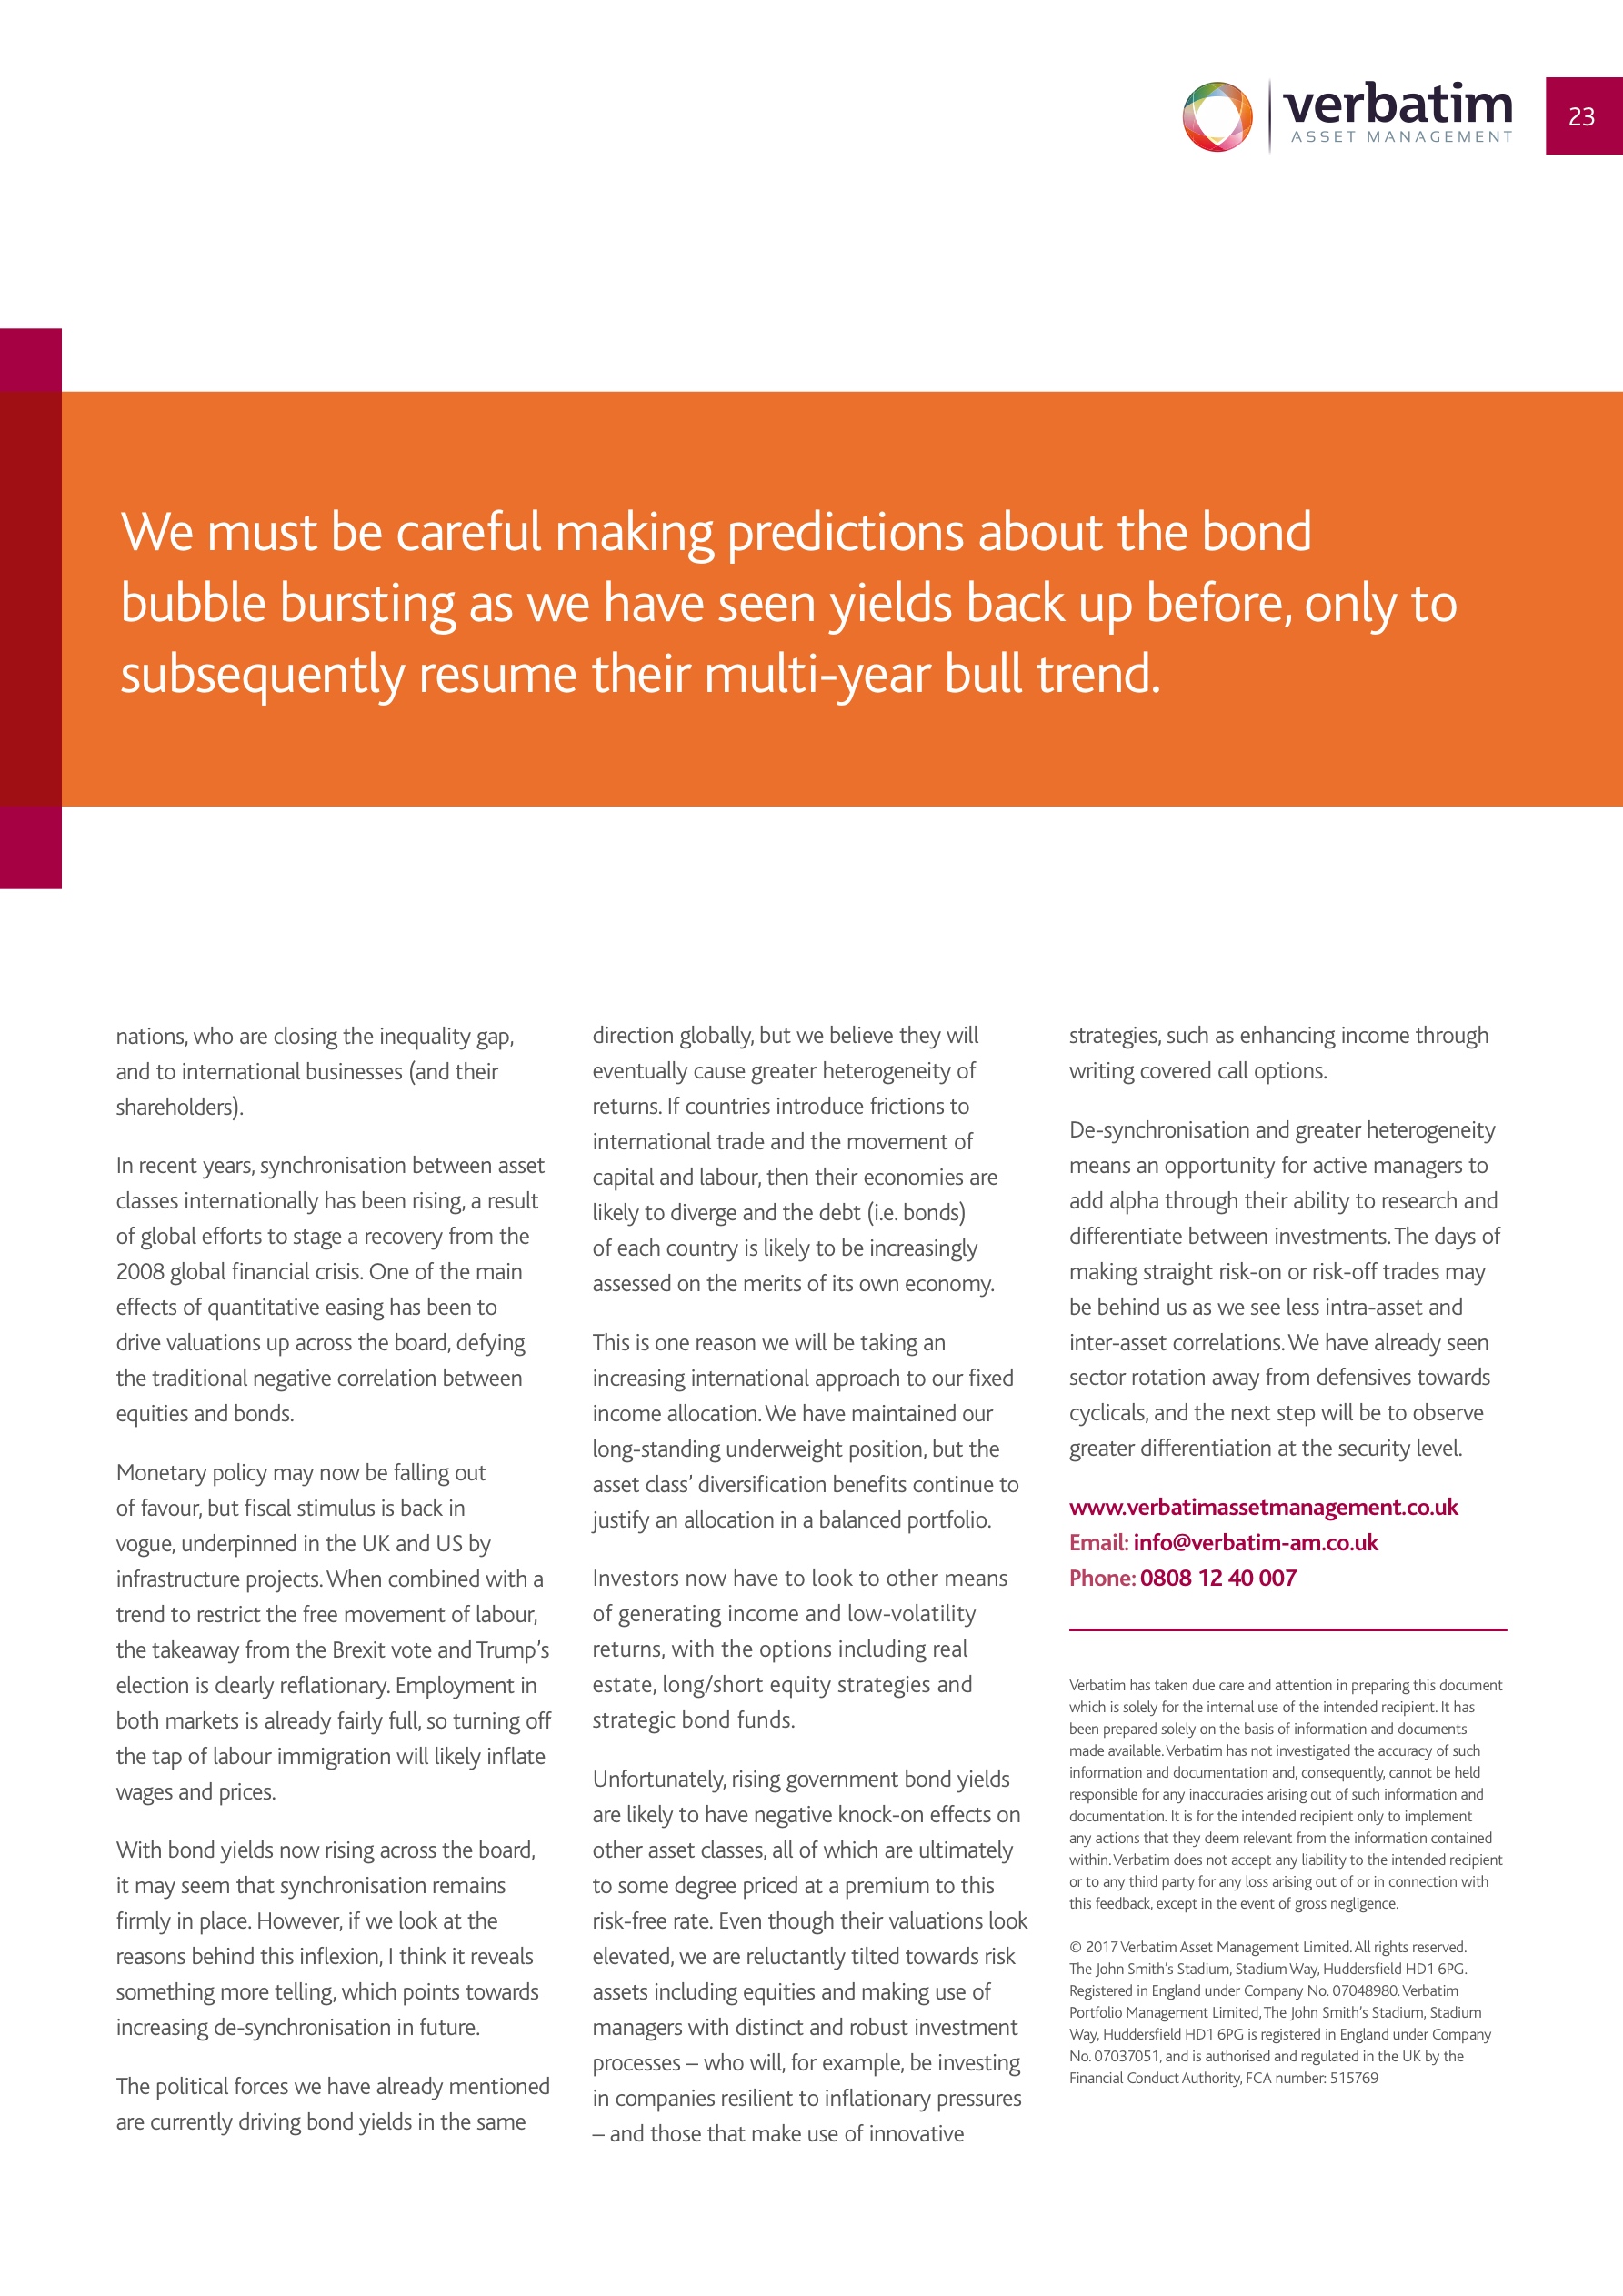 verbatim
ASSET MANAGEMENT
23
We must be careful making predictions about the bond
bubble bursting as we have seen yields back up before, only to
subsequently resume their multi-year bull trend.
nations, who are closing the inequality gap,
and to international businesses (and their
shareholders).
In recent years, synchronisation between asset
classes internationally has been rising, a result
of global efforts to stage a recovery from the
2008 global financial crisis. One of the main
effects of quantitative easing has been to
drive valuations up across the board, defying
the traditional negative correlation between
equities and bonds.
Monetary policy may now be falling out
of favour, but fiscal stimulus is back in
vogue, underpinned in the UK and US by
infrastructure projects. When combined with a
trend to restrict the free movement of labour,
the takeaway from the Brexit vote and Trump's
election is clearly reflationary. Employment in
both markets is already fairly full, so turning off
the tap of labour immigration will likely inflate
wages and prices.
With bond yields now rising across the board,
it may seem that synchronisation remains
firmly in place. However, if we look at the
reasons behind this inflexion, I think it reveals
something more telling, which points towards
increasing de-synchronisation in future.
The political forces we have already mentioned
are currently driving bond yields in the same
direction globally, but we believe they will
eventually cause greater heterogeneity of
returns. If countries introduce frictions to
international trade and the movement of
capital and labour, then their economies are
likely to diverge and the debt (i.e. bonds)
of each country is likely to be increasingly
assessed on the merits of its own economy.
This is one reason we will be taking an
increasing international approach to our fixed
income allocation. We have maintained our
long-standing underweight position, but the
asset class' diversification benefits continue to
justify an allocation in a balanced portfolio.
Investors now have to look to other means
of generating income and low-volatility
returns, with the options including real
estate, long/short equity strategies and
strategic bond funds.
Unfortunately, rising government bond yields
are likely to have negative knock-on effects on
other asset classes, all of which are ultimately
to some degree priced at a premium to this
risk-free rate. Even though their valuations look
elevated, we are reluctantly tilted towards risk
assets including equities and making use of
managers with distinct and robust investment
processes – who will, for example, be investing
in companies resilient to inflationary pressures
– and those that make use of innovative
strategies, such as enhancing income through
writing covered call options.
De-synchronisation and greater heterogeneity
means an opportunity for active managers to
add alpha through their ability to research and
differentiate between investments. The days of
making straight risk-on or risk-off trades may
be behind us as we see less intra-asset and
inter-asset correlations. We have already seen
sector rotation away from defensives towards
cyclicals, and the next step will be to observe
greater differentiation at the security level.
www.verbatimassetmanagement.co.uk
Email: info@verbatim-am.co.uk
Phone: 0808 12 40 007
Verbatim has taken due care and attention in preparing this document
which is solely for the internal use of the intended recipient. It has
been prepared solely on the basis of information and documents
made available. Verbatim has not investigated the accuracy of such
information and documentation and, consequently, cannot be held
responsible for any inaccuracies arising out of such information and
documentation. It is for the intended recipient only to implement
any actions that they deem relevant from the information contained
within. Verbatim does not accept any liability to the intended recipient
or to any third party for any loss arising out of or in connection with
this feedback, except in the event of gross negligence.
© 2017 Verbatim Asset Management Limited. All rights reserved.
The John Smith's Stadium, Stadium Way, Huddersfield HD1 6PG.
Registered in England under Company No. 07048980. Verbatim
Portfolio Management Limited, The John Smith's Stadium, Stadium
Way, Huddersfield HD1 6PG is registered in England under Company
No. 07037051, and is authorised and regulated in the UK by the
Financial Conduct Authority, FCA number: 515769